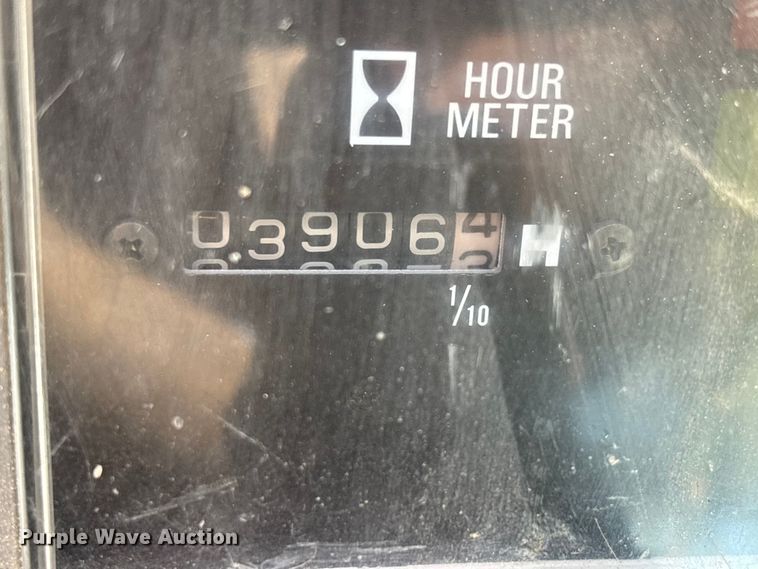 HOUR
METER
039064 H
1/10
Purple Wave Auction